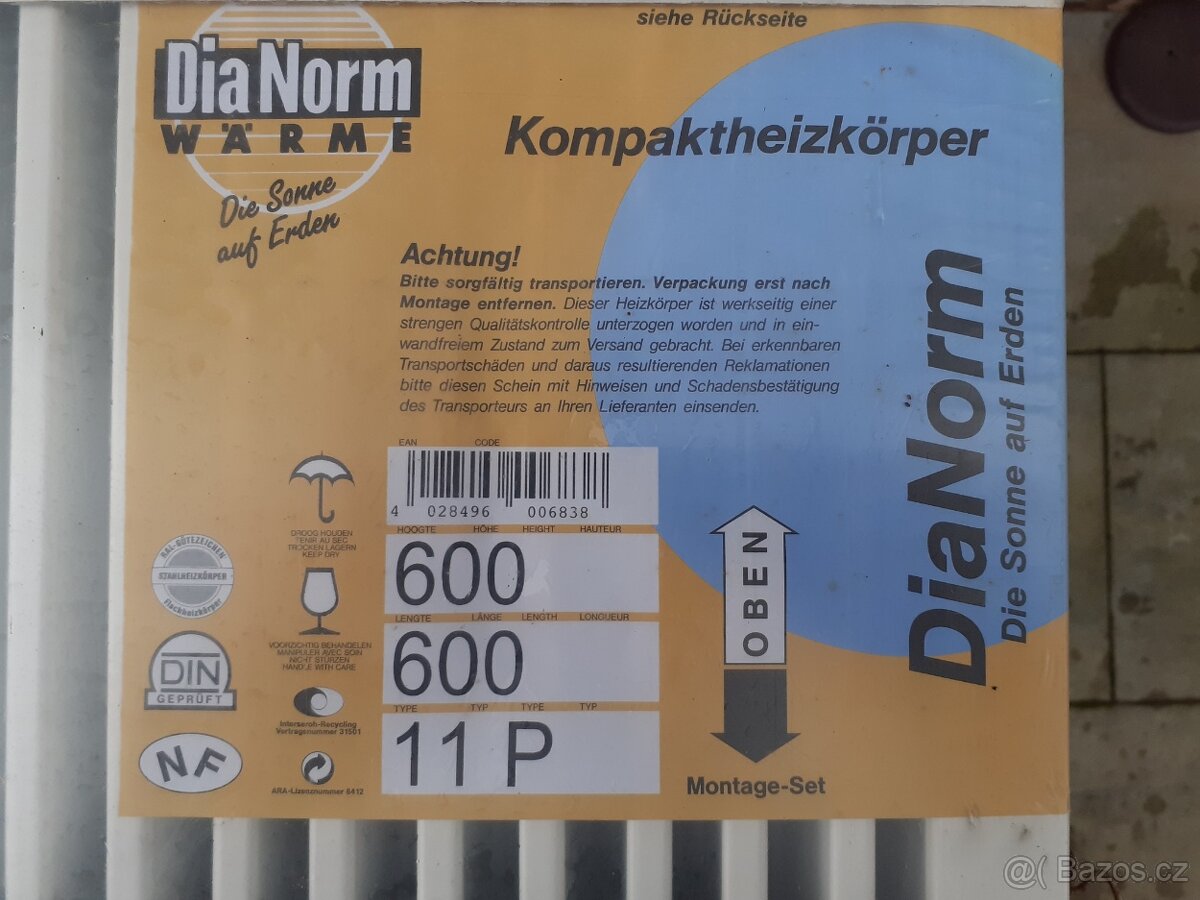 siehe Rückseite
DiaNorm
WÄRME
Die Sonne
auf Erden
Kompaktheizkörper
Achtung!
Bitte sorgfältig transportieren. Verpackung erst nach
Montage entfernen. Dieser Heizkörper ist werkseitig einer
strengen Qualitätskontrolle unterzogen worden und in ein-
wandfreiem Zustand zum Versand gebracht. Bei erkennbaren
Transportschäden und daraus resultierenden Reklamationen
bitte diesen Schein mit Hinweisen und Schadensbestätigung
des Transporteurs an Ihren Lieferanten einsenden.
EAN CODE
4 028496 006838
HOOGTE HÖHE HEIGHT HAUTEUR
600
LENGTE LÄNGE LENGTH LONGUEUR
600
TYPE TYP TYPE TYP
11 P
DROOG HOUDEN
TENIR AU SEC
TROCKEN LAGERN
KEEP DRY
VOORZICHTIG BEHANDELEN
MANIPULER AVEC SOIN
NICHT STÜRZEN
HANDLE WITH CARE
Interseroh-Recycling
Vertragsnummer 31501
ARA-Lizenznummer 6412
RAL-GÜTEZEICHEN
STAHLHEIZKÖRPER
Flachheizkörper
DIN
GEPRÜFT
NF
OBEN
Montage-Set
DiaNorm
Die Sonne auf Erden
@( Bazos.cz